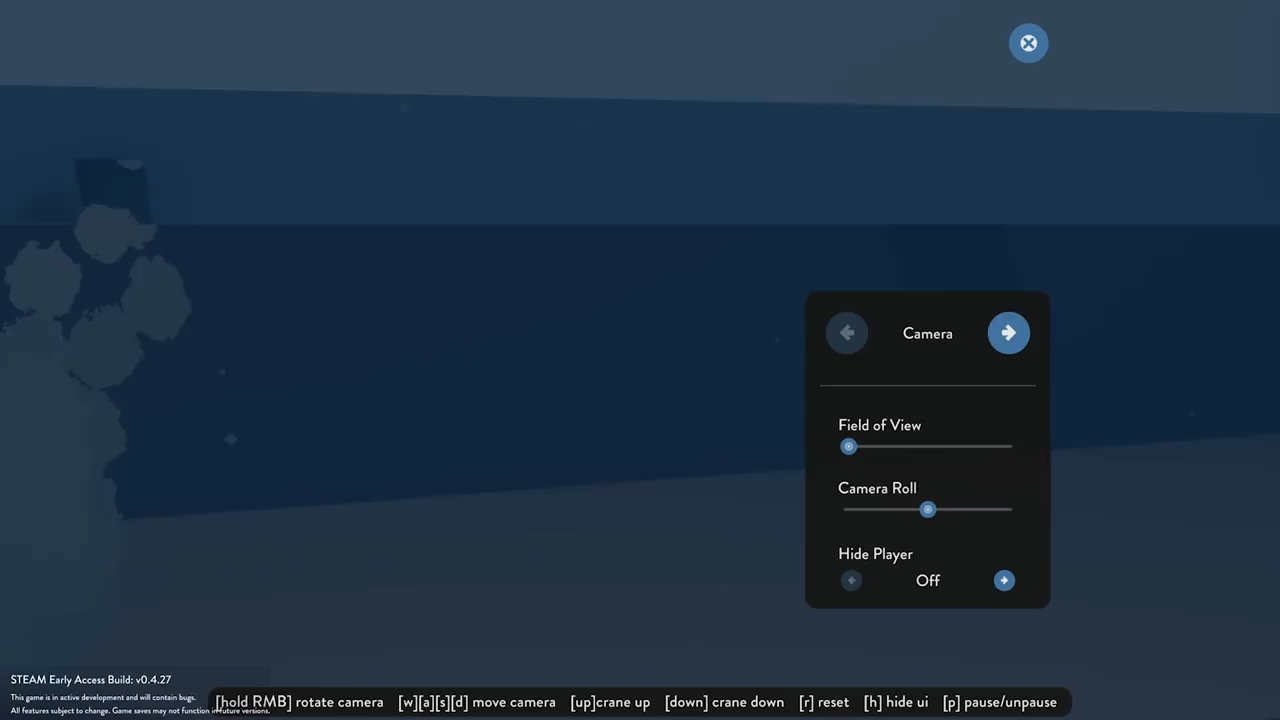 Camera
Field of View
Camera Roll
Hide Player
Off
STEAM Early Access Build: v0.4.27
This game is in active development and will contain bugs.
All features subject to change. Game saves may not function in future versions.
[hold RMB] rotate camera [w][a][s][d] move camera [up]crane up [down] crane down [r] reset [h] hide ui [p] pause/unpause